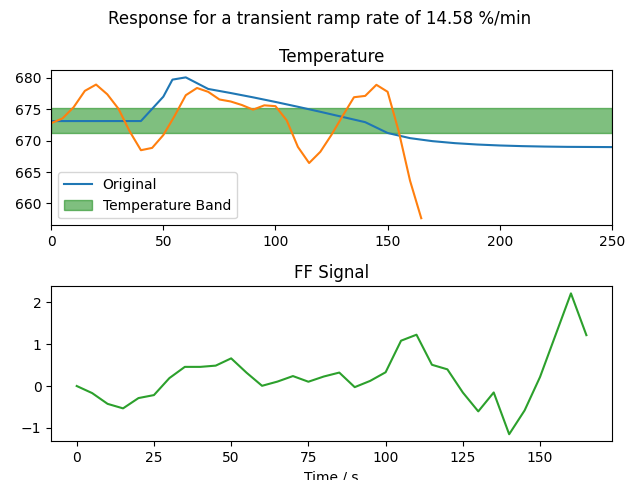 Response for a transient ramp rate of 14.58 %/min
Temperature
680
675
670
665
660
Original
Temperature Band
0 50 100 150 200 250
FF Signal
2
1
0
−1
0 25 50 75 100 125 150
Time / s